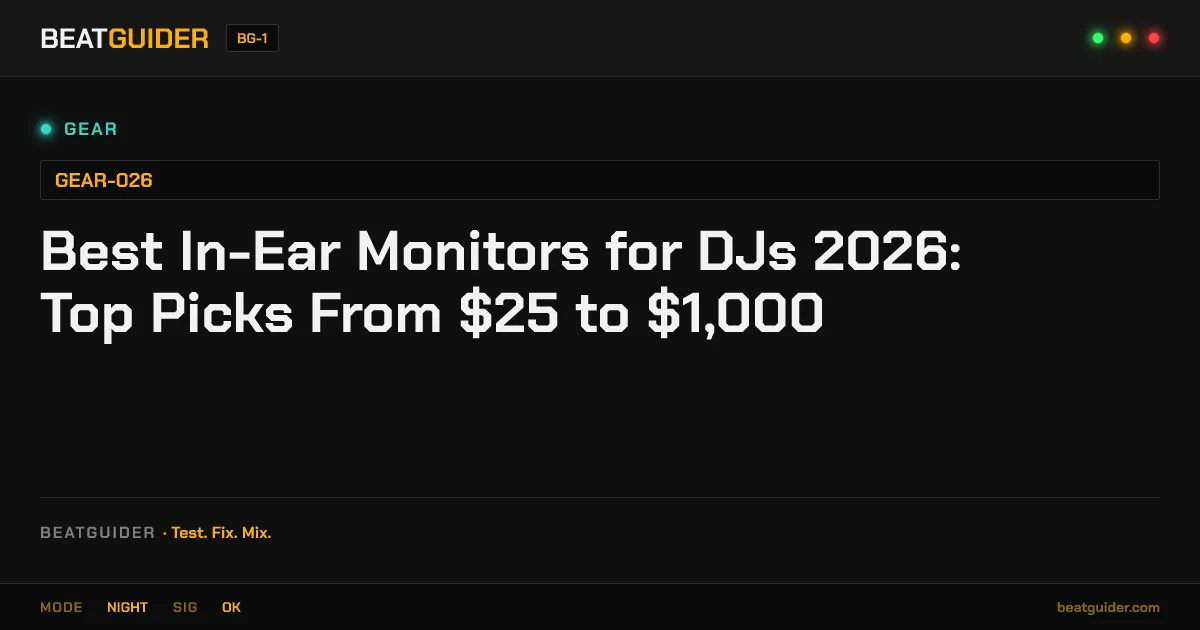 BEATGUIDER BG-1
GEAR
GEAR-026
Best In-Ear Monitors for DJs 2026:
Top Picks From $25 to $1,000
BEATGUIDER · Test. Fix. Mix.
MODE NIGHT SIG OK beatguider.com